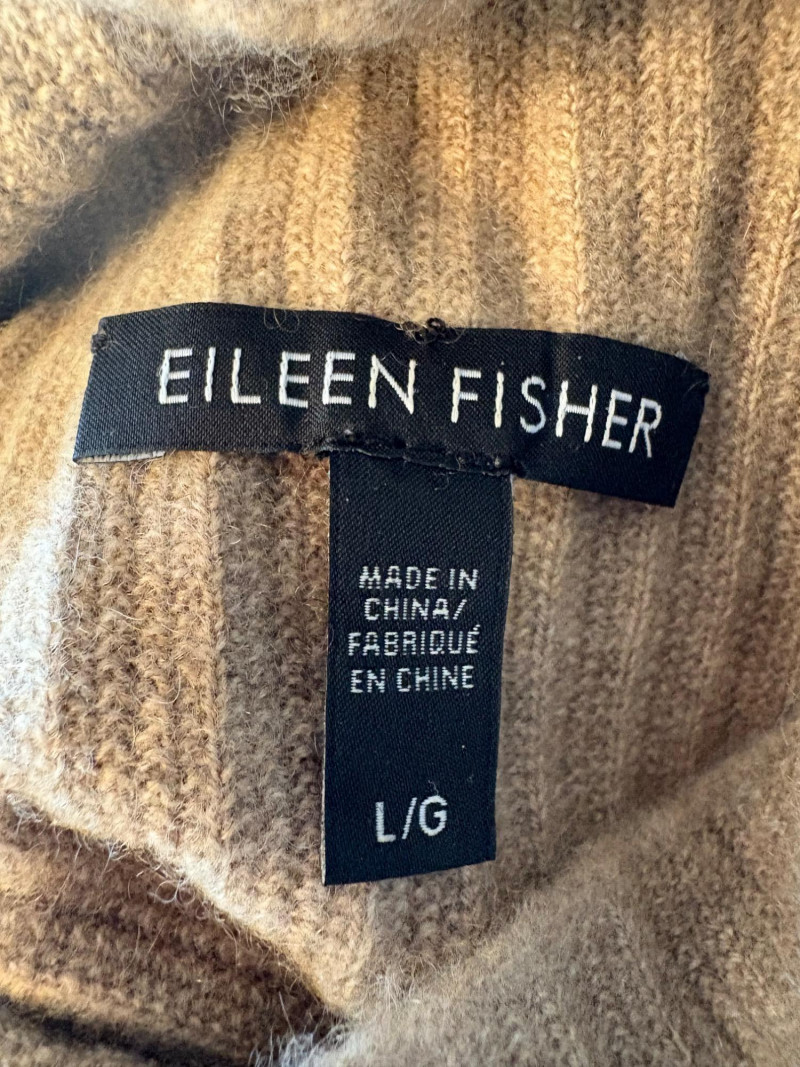 EILEEN FISHER
MADE IN
CHINA/
FABRIQUÉ
EN CHINE
L/G